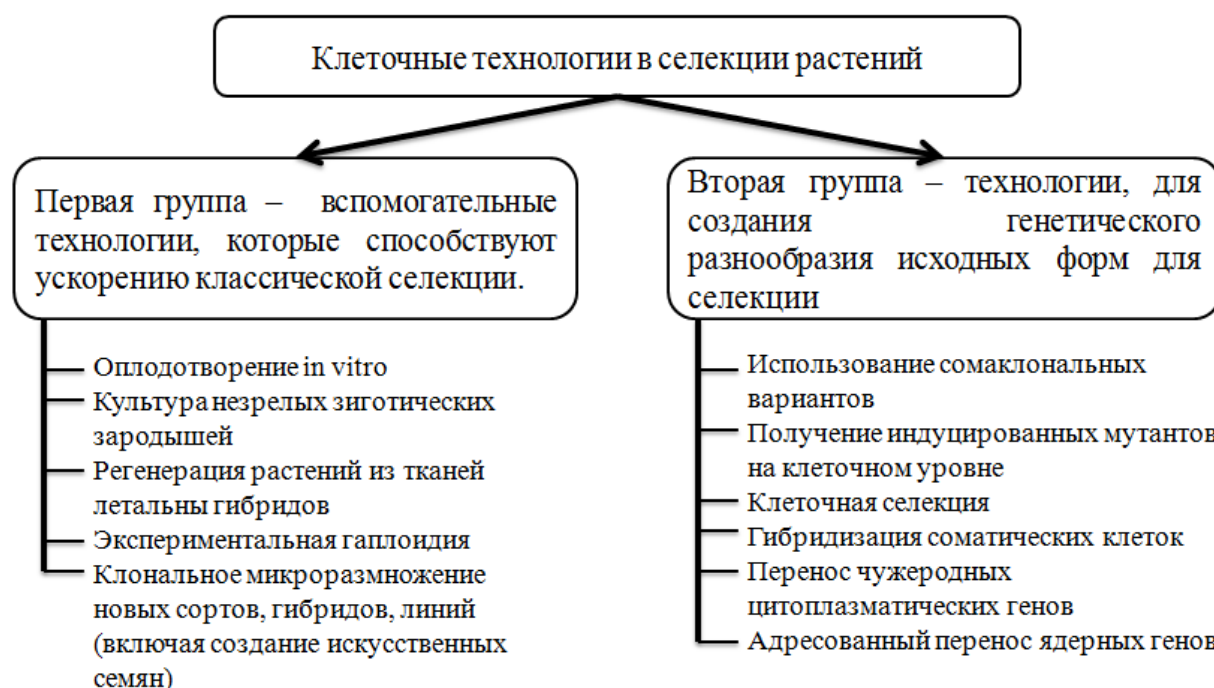 Клеточные технологии в селекции растений
Первая группа – вспомогательные
технологии, которые способствуют
ускорению классической селекции.
Оплодотворение in vitro
Культура незрелых зиготических
зародышей
Регенерация растений из тканей
летальны гибридов
Экспериментальная гаплоидия
Клональное микроразмножение
новых сортов, гибридов, линий
(включая создание искусственных
семян)
Вторая группа – технологии, для
создания генетического
разнообразия исходных форм для
селекции
Использование сомаклональных
вариантов
Получение индуцированных мутантов
на клеточном уровне
Клеточная селекция
Гибридизация соматических клеток
Перенос чужеродных
цитоплазматических генов
Адресованный перенос ядерных генов